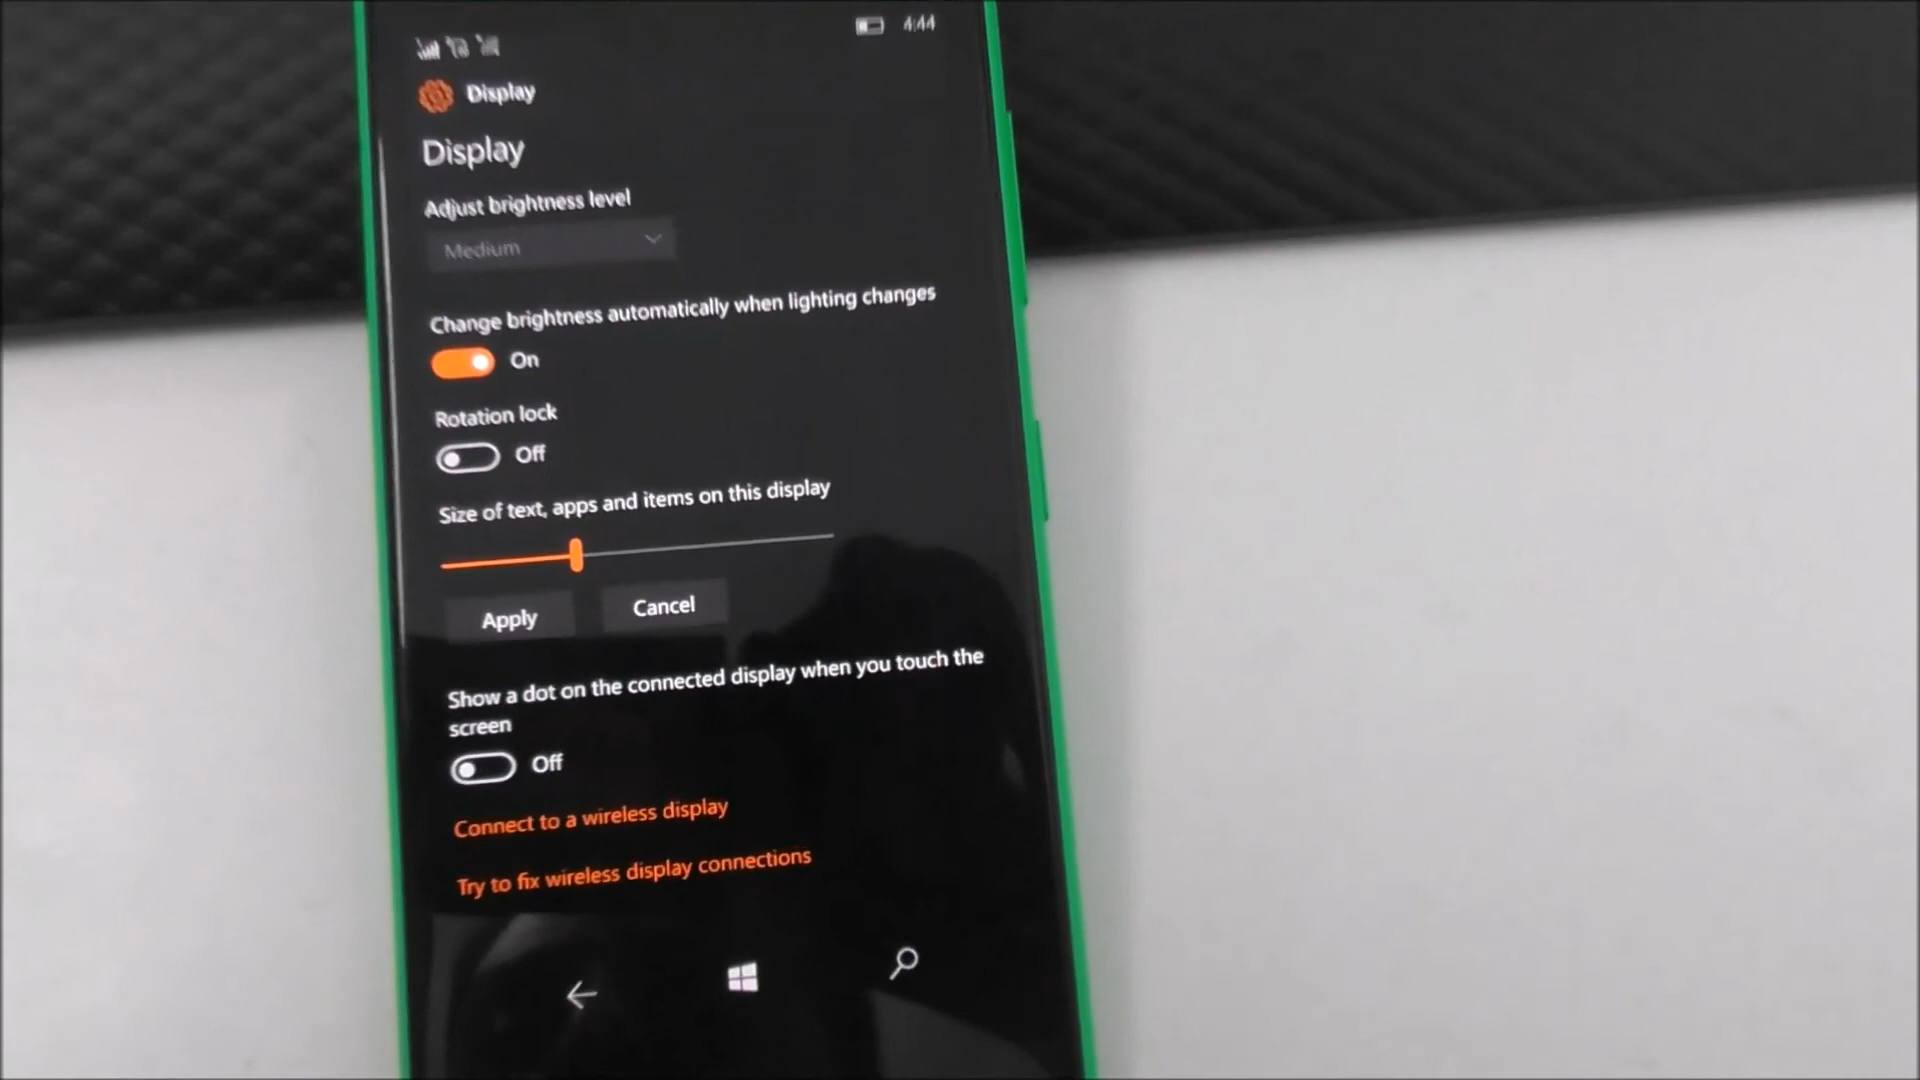 4:44
Display
Display
Adjust brightness level
Medium
Change brightness automatically when lighting changes
On
Rotation lock
Off
Size of text, apps and items on this display
Apply
Cancel
Show a dot on the connected display when you touch the
screen
Off
Connect to a wireless display
Try to fix wireless display connections